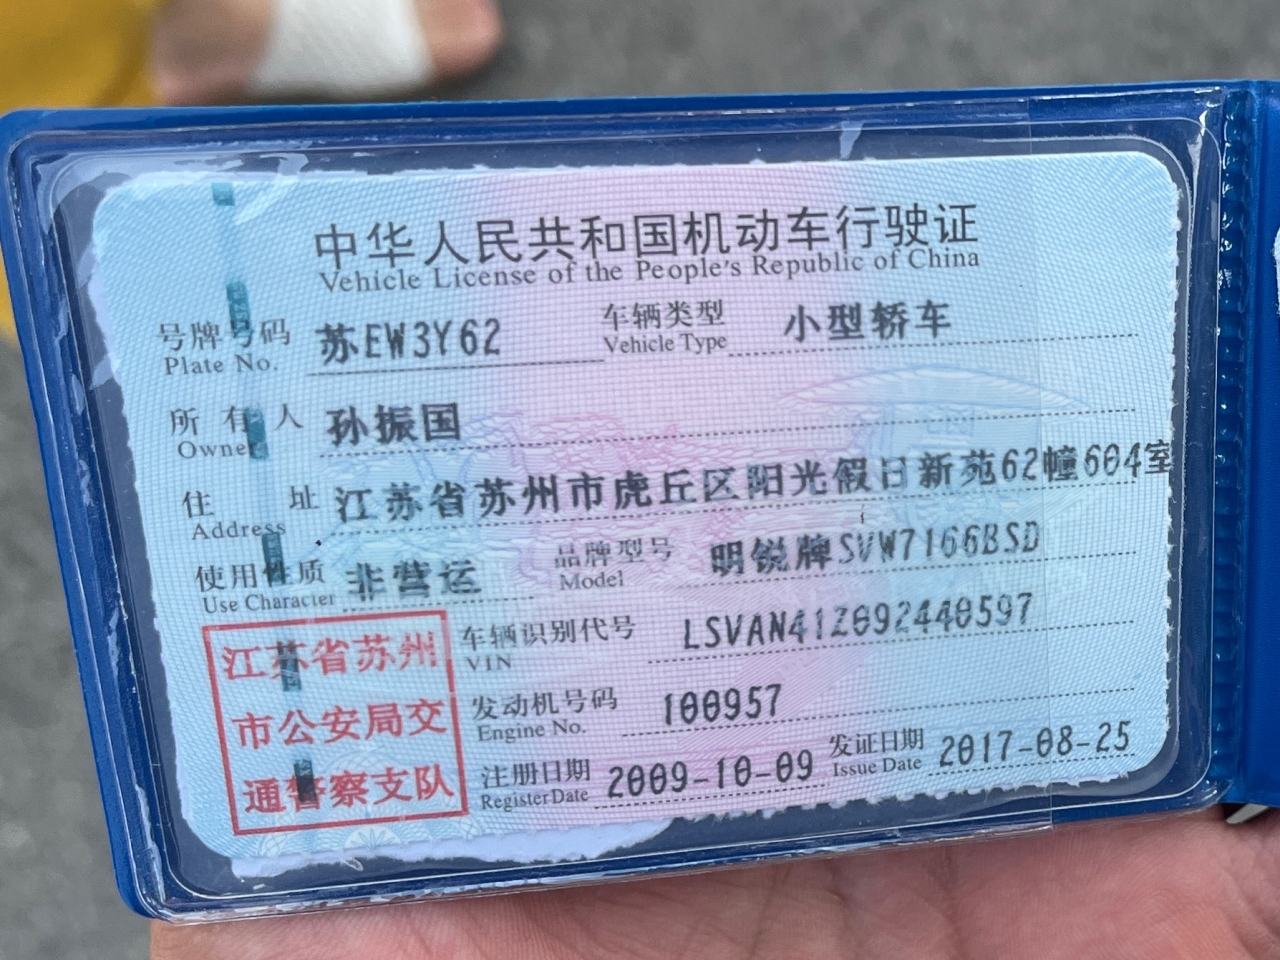 中华人民共和国机动车行驶证
Vehicle License of the People's Republic of China
号牌号码 苏EW3Y62 车辆类型 小型轿车
Plate No. Vehicle Type
所有人 孙振国
Owner
住址 江苏省苏州市虎丘区阳光假日新苑62幢604室
Address
使用性质 非营运 品牌型号 明锐牌SVW7166BSD
Use Character Model
车辆识别代号 LSVAN41Z092440597
VIN
发动机号码 100957
Engine No.
注册日期 2009-10-09 发证日期 2017-08-25
Register Date Issue Date
江苏省苏州
市公安局交
通警察支队